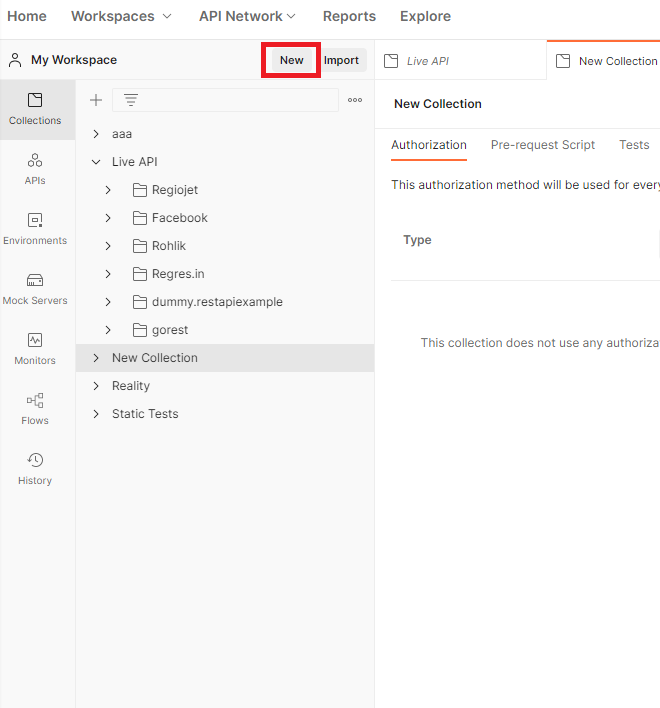 Home Workspaces API Network Reports Explore
My Workspace New Import
Live API New Collection
Collections
APIs
Environments
Mock Servers
Monitors
Flows
History
aaa
Live API
Regiojet
Facebook
Rohlik
Regres.in
dummy.restapiexample
gorest
New Collection
Reality
Static Tests
New Collection
Authorization Pre-request Script Tests
This authorization method will be used for every
Type
This collection does not use any authoriza